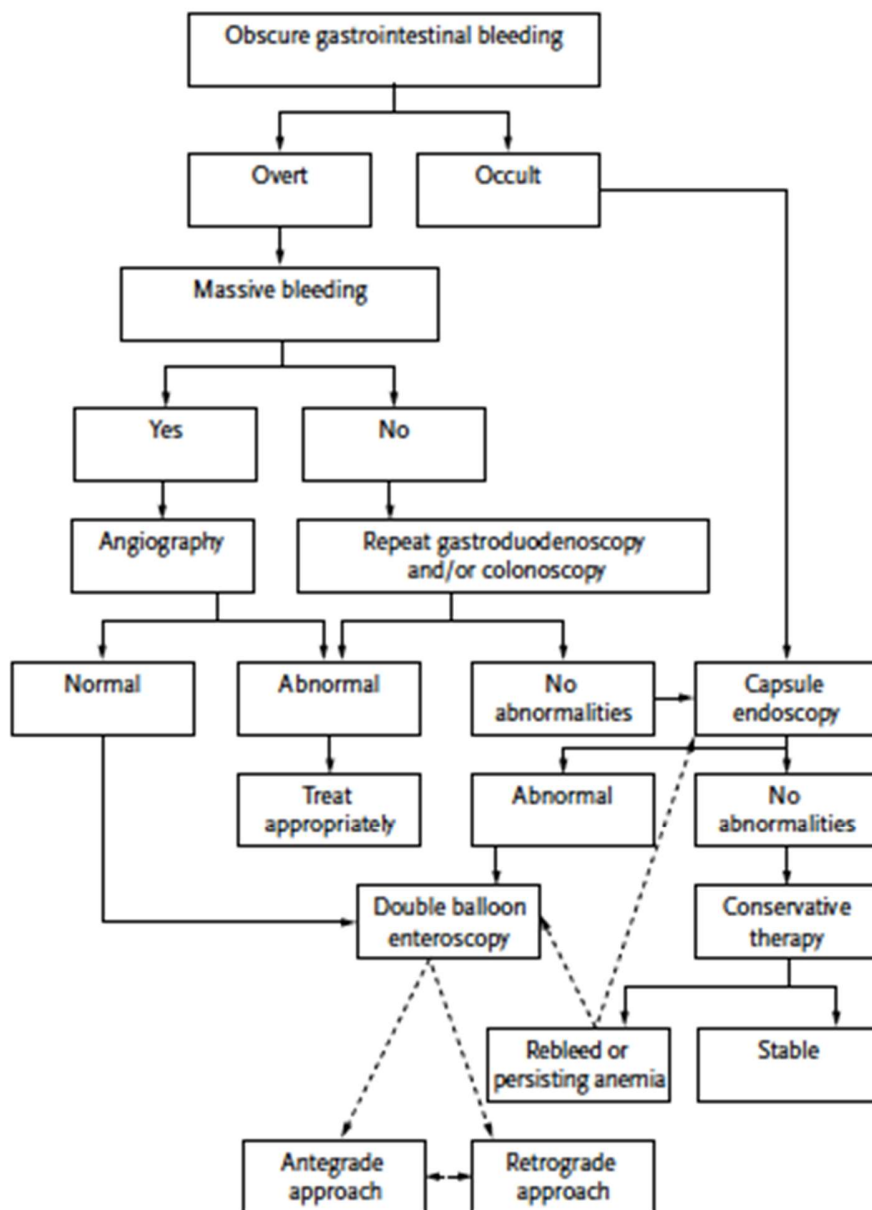 Obscure gastrointestinal bleeding
Overt
Occult
Massive bleeding
Yes
No
Angiography
Repeat gastroduodenoscopy
and/or colonoscopy
Normal
Abnormal
No
abnormalities
Capsule
endoscopy
Treat
appropriately
Abnormal
No
abnormalities
Double balloon
enteroscopy
Conservative
therapy
Rebleed or
persisting anemia
Stable
Antegrade
approach
Retrograde
approach